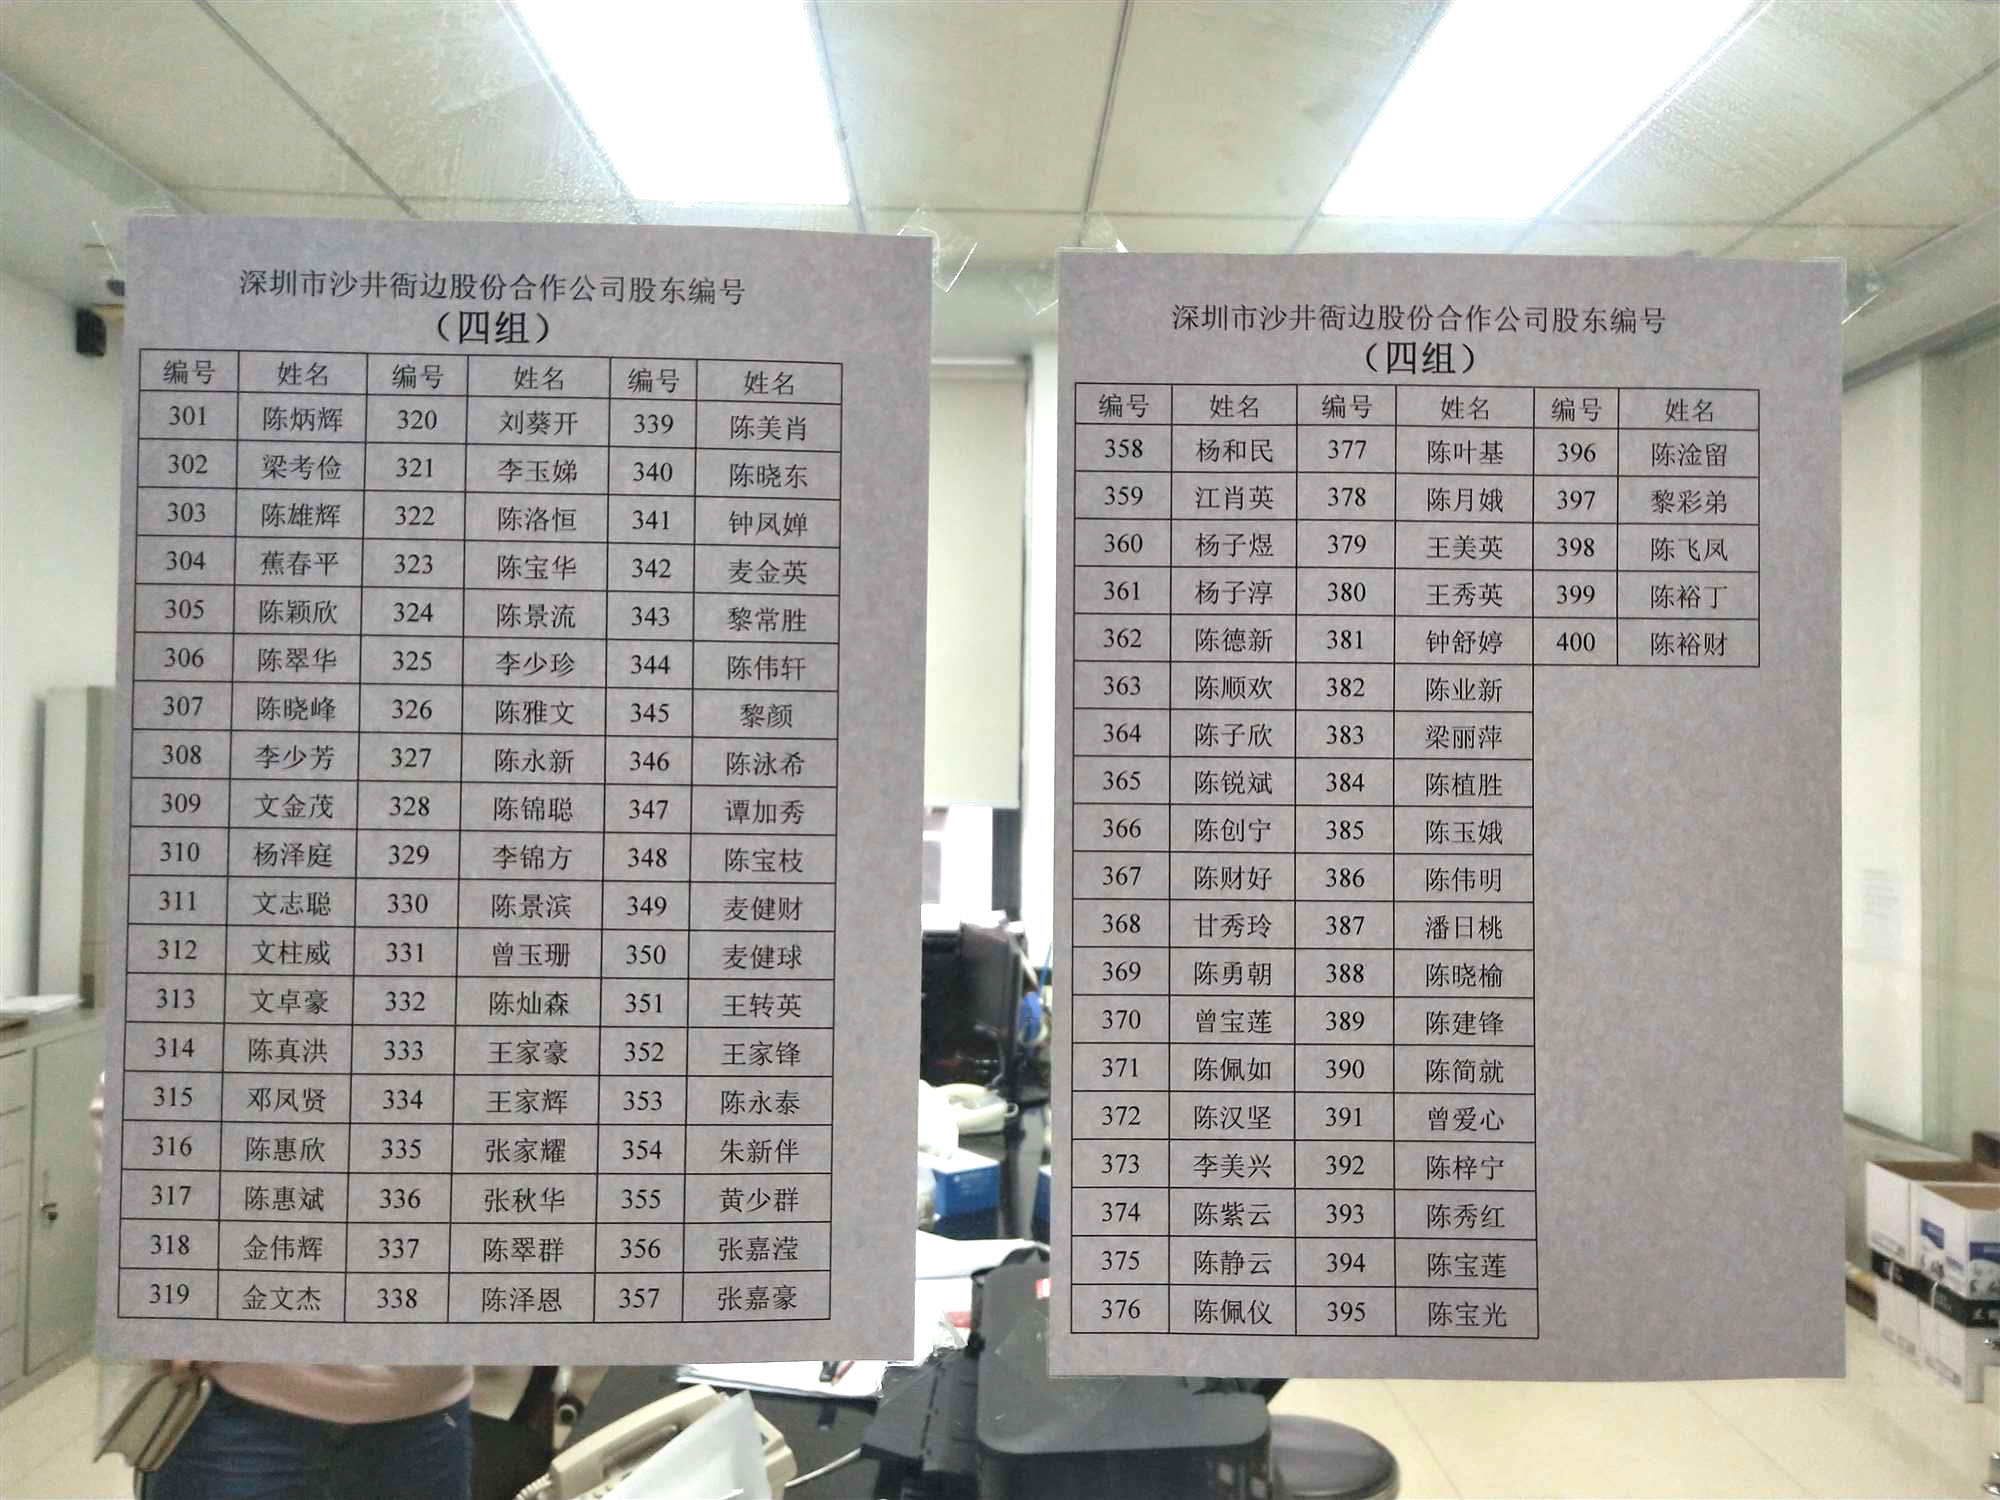 深圳市沙井衙边股份合作公司股东编号
（四组）
编号 姓名 编号 姓名 编号 姓名
301 陈炳辉 320 刘葵开 339 陈美肖
302 梁考俭 321 李玉娣 340 陈晓东
303 陈雄辉 322 陈洛恒 341 钟凤婵
304 蕉春平 323 陈宝华 342 麦金英
305 陈颖欣 324 陈景流 343 黎常胜
306 陈翠华 325 李少珍 344 陈伟轩
307 陈晓峰 326 陈雅文 345 黎颜
308 李少芳 327 陈永新 346 陈泳希
309 文金茂 328 陈锦聪 347 谭加秀
310 杨泽庭 329 李锦方 348 陈宝枝
311 文志聪 330 陈景滨 349 麦健财
312 文柱威 331 曾玉珊 350 麦健球
313 文卓豪 332 陈灿森 351 王转英
314 陈真洪 333 王家豪 352 王家锋
315 邓凤贤 334 王家辉 353 陈永泰
316 陈惠欣 335 张家耀 354 朱新伴
317 陈惠斌 336 张秋华 355 黄少群
318 金伟辉 337 陈翠群 356 张嘉滢
319 金文杰 338 陈泽恩 357 张嘉豪
深圳市沙井衙边股份合作公司股东编号
（四组）
编号 姓名 编号 姓名 编号 姓名
358 杨和民 377 陈叶基 396 陈淦留
359 江肖英 378 陈月娥 397 黎彩弟
360 杨子煜 379 王美英 398 陈飞凤
361 杨子淳 380 王秀英 399 陈裕丁
362 陈德新 381 钟舒婷 400 陈裕财
363 陈顺欢 382 陈业新
364 陈子欣 383 梁丽萍
365 陈锐斌 384 陈植胜
366 陈创宁 385 陈玉娥
367 陈财好 386 陈伟明
368 甘秀玲 387 潘日桃
369 陈勇朝 388 陈晓榆
370 曾宝莲 389 陈建锋
371 陈佩如 390 陈简就
372 陈汉坚 391 曾爱心
373 李美兴 392 陈梓宁
374 陈紫云 393 陈秀红
375 陈静云 394 陈宝莲
376 陈佩仪 395 陈宝光